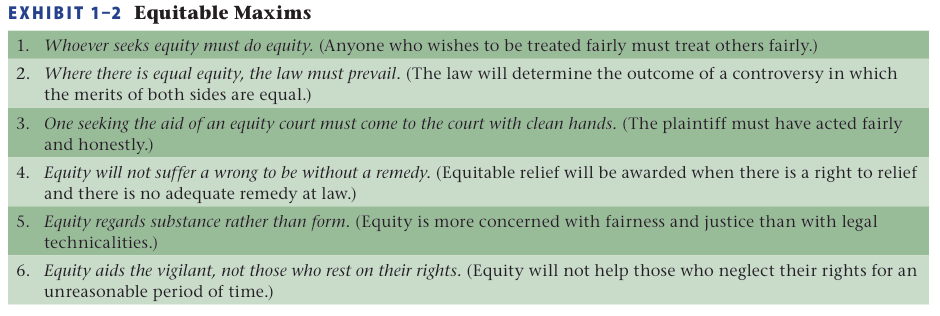 EXHIBIT 1–2 Equitable Maxims
1. Whoever seeks equity must do equity. (Anyone who wishes to be treated fairly must treat others fairly.)
2. Where there is equal equity, the law must prevail. (The law will determine the outcome of a controversy in which
the merits of both sides are equal.)
3. One seeking the aid of an equity court must come to the court with clean hands. (The plaintiff must have acted fairly
and honestly.)
4. Equity will not suffer a wrong to be without a remedy. (Equitable relief will be awarded when there is a right to relief
and there is no adequate remedy at law.)
5. Equity regards substance rather than form. (Equity is more concerned with fairness and justice than with legal
technicalities.)
6. Equity aids the vigilant, not those who rest on their rights. (Equity will not help those who neglect their rights for an
unreasonable period of time.)